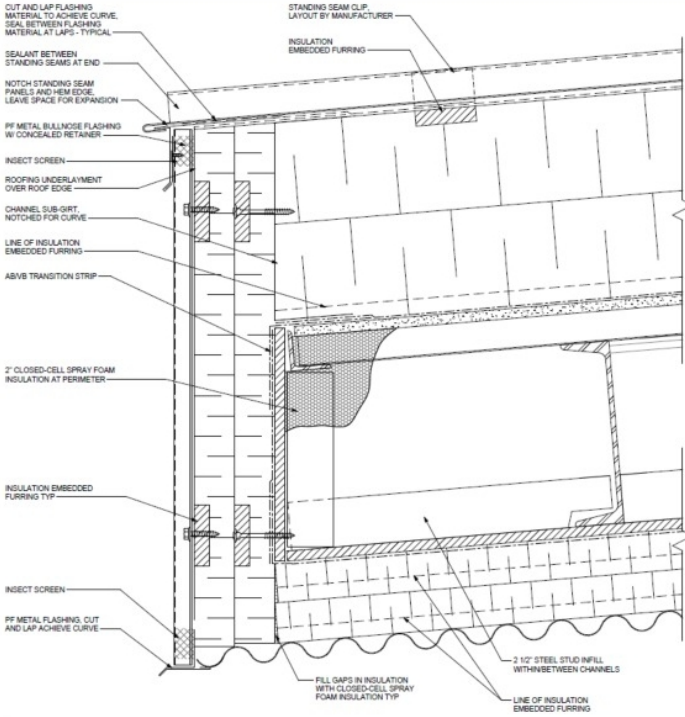 CUT AND LAP FLASHING
MATERIAL TO ACHIEVE CURVE,
SEAL BETWEEN FLASHING
MATERIAL AT LAPS - TYPICAL
SEALANT BETWEEN
STANDING SEAMS AT END
NOTCH STANDING SEAM
PANELS AND HEM EDGE,
LEAVE SPACE FOR EXPANSION
PF METAL BULLNOSE FLASHING
W/ CONCEALED RETAINER
INSECT SCREEN
ROOFING UNDERLAYMENT
OVER ROOF EDGE
CHANNEL SUB-GIRT,
NOTCHED FOR CURVE
LINE OF INSULATION
EMBEDDED FURRING
AB/VB TRANSITION STRIP
2" CLOSED-CELL SPRAY FOAM
INSULATION AT PERIMETER
INSULATION EMBEDDED
FURRING TYP
INSECT SCREEN
PF METAL FLASHING, CUT
AND LAP ACHIEVE CURVE
STANDING SEAM CLIP,
LAYOUT BY MANUFACTURER
INSULATION
EMBEDDED FURRING
FILL GAPS IN INSULATION
WITH CLOSED-CELL SPRAY
FOAM INSULATION TYP
2 1/2" STEEL STUD INFILL
WITHIN/BETWEEN CHANNELS
LINE OF INSULATION
EMBEDDED FURRING